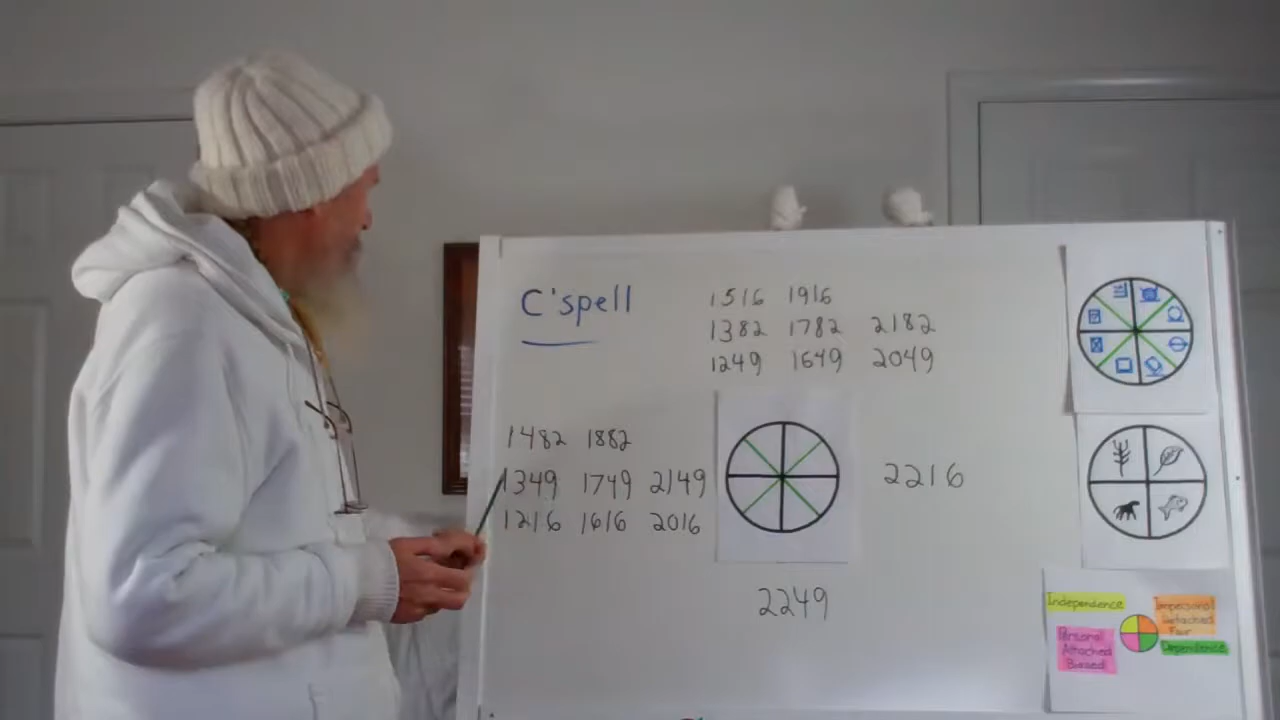 C'spell
1516 1916
1382 1782 2182
1249 1649 2049
1482 1882
1349 1749 2149
1216 1616 2016
2216
2249
Independence
Impersonal
Detached
Fair
Personal
Attached
Biased
Dependence